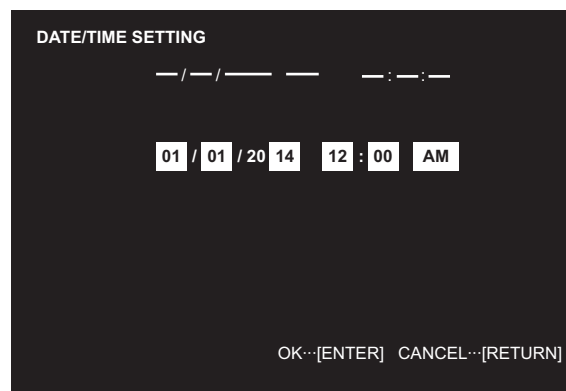 DATE/TIME SETTING
—/—/—— —— —:—:—
01 / 01 / 20 14 12 : 00 AM
OK···[ENTER] CANCEL···[RETURN]